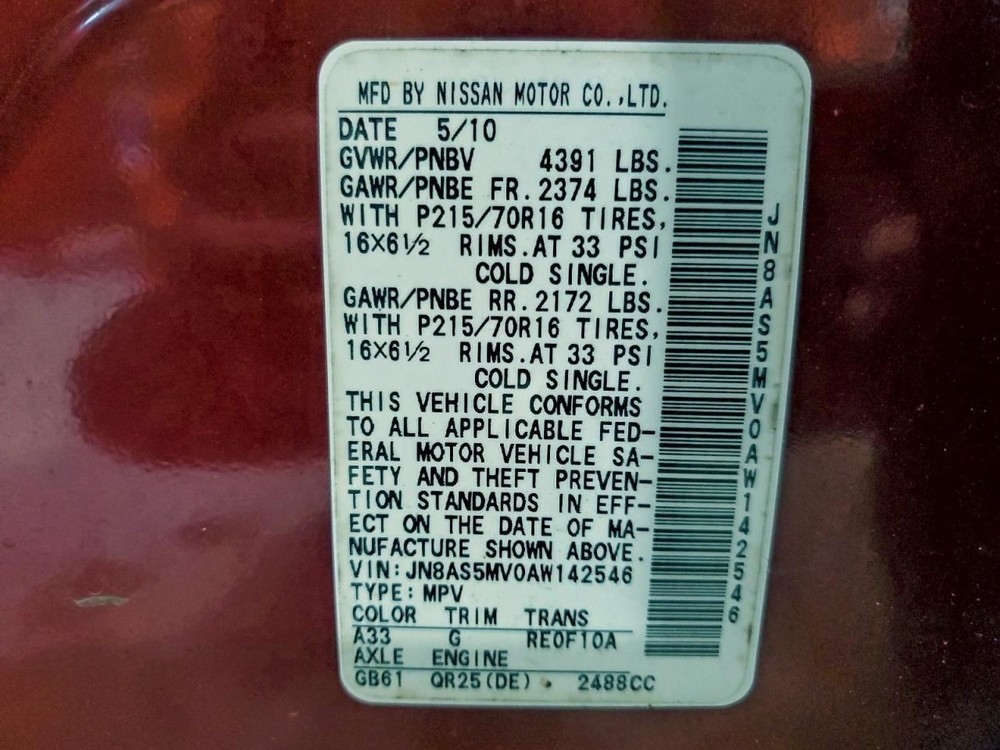 MFD BY NISSAN MOTOR CO.,LTD.
DATE 5/10
GVWR/PNBV 4391 LBS.
GAWR/PNBE FR.2374 LBS.
WITH P215/70R16 TIRES,
16X6½ RIMS.AT 33 PSI
COLD SINGLE.
GAWR/PNBE RR.2172 LBS.
WITH P215/70R16 TIRES,
16X6½ RIMS.AT 33 PSI
COLD SINGLE.
THIS VEHICLE CONFORMS
TO ALL APPLICABLE FED-
ERAL MOTOR VEHICLE SA-
FETY AND THEFT PREVEN-
TION STANDARDS IN EFF-
ECT ON THE DATE OF MA-
NUFACTURE SHOWN ABOVE.
VIN:JN8AS5MV0AW142546
TYPE:MPV
COLOR TRIM TRANS
A33 G RE0F10A
AXLE ENGINE
GB61 QR25(DE) 2488CC
JN8AS5MV0AW142546